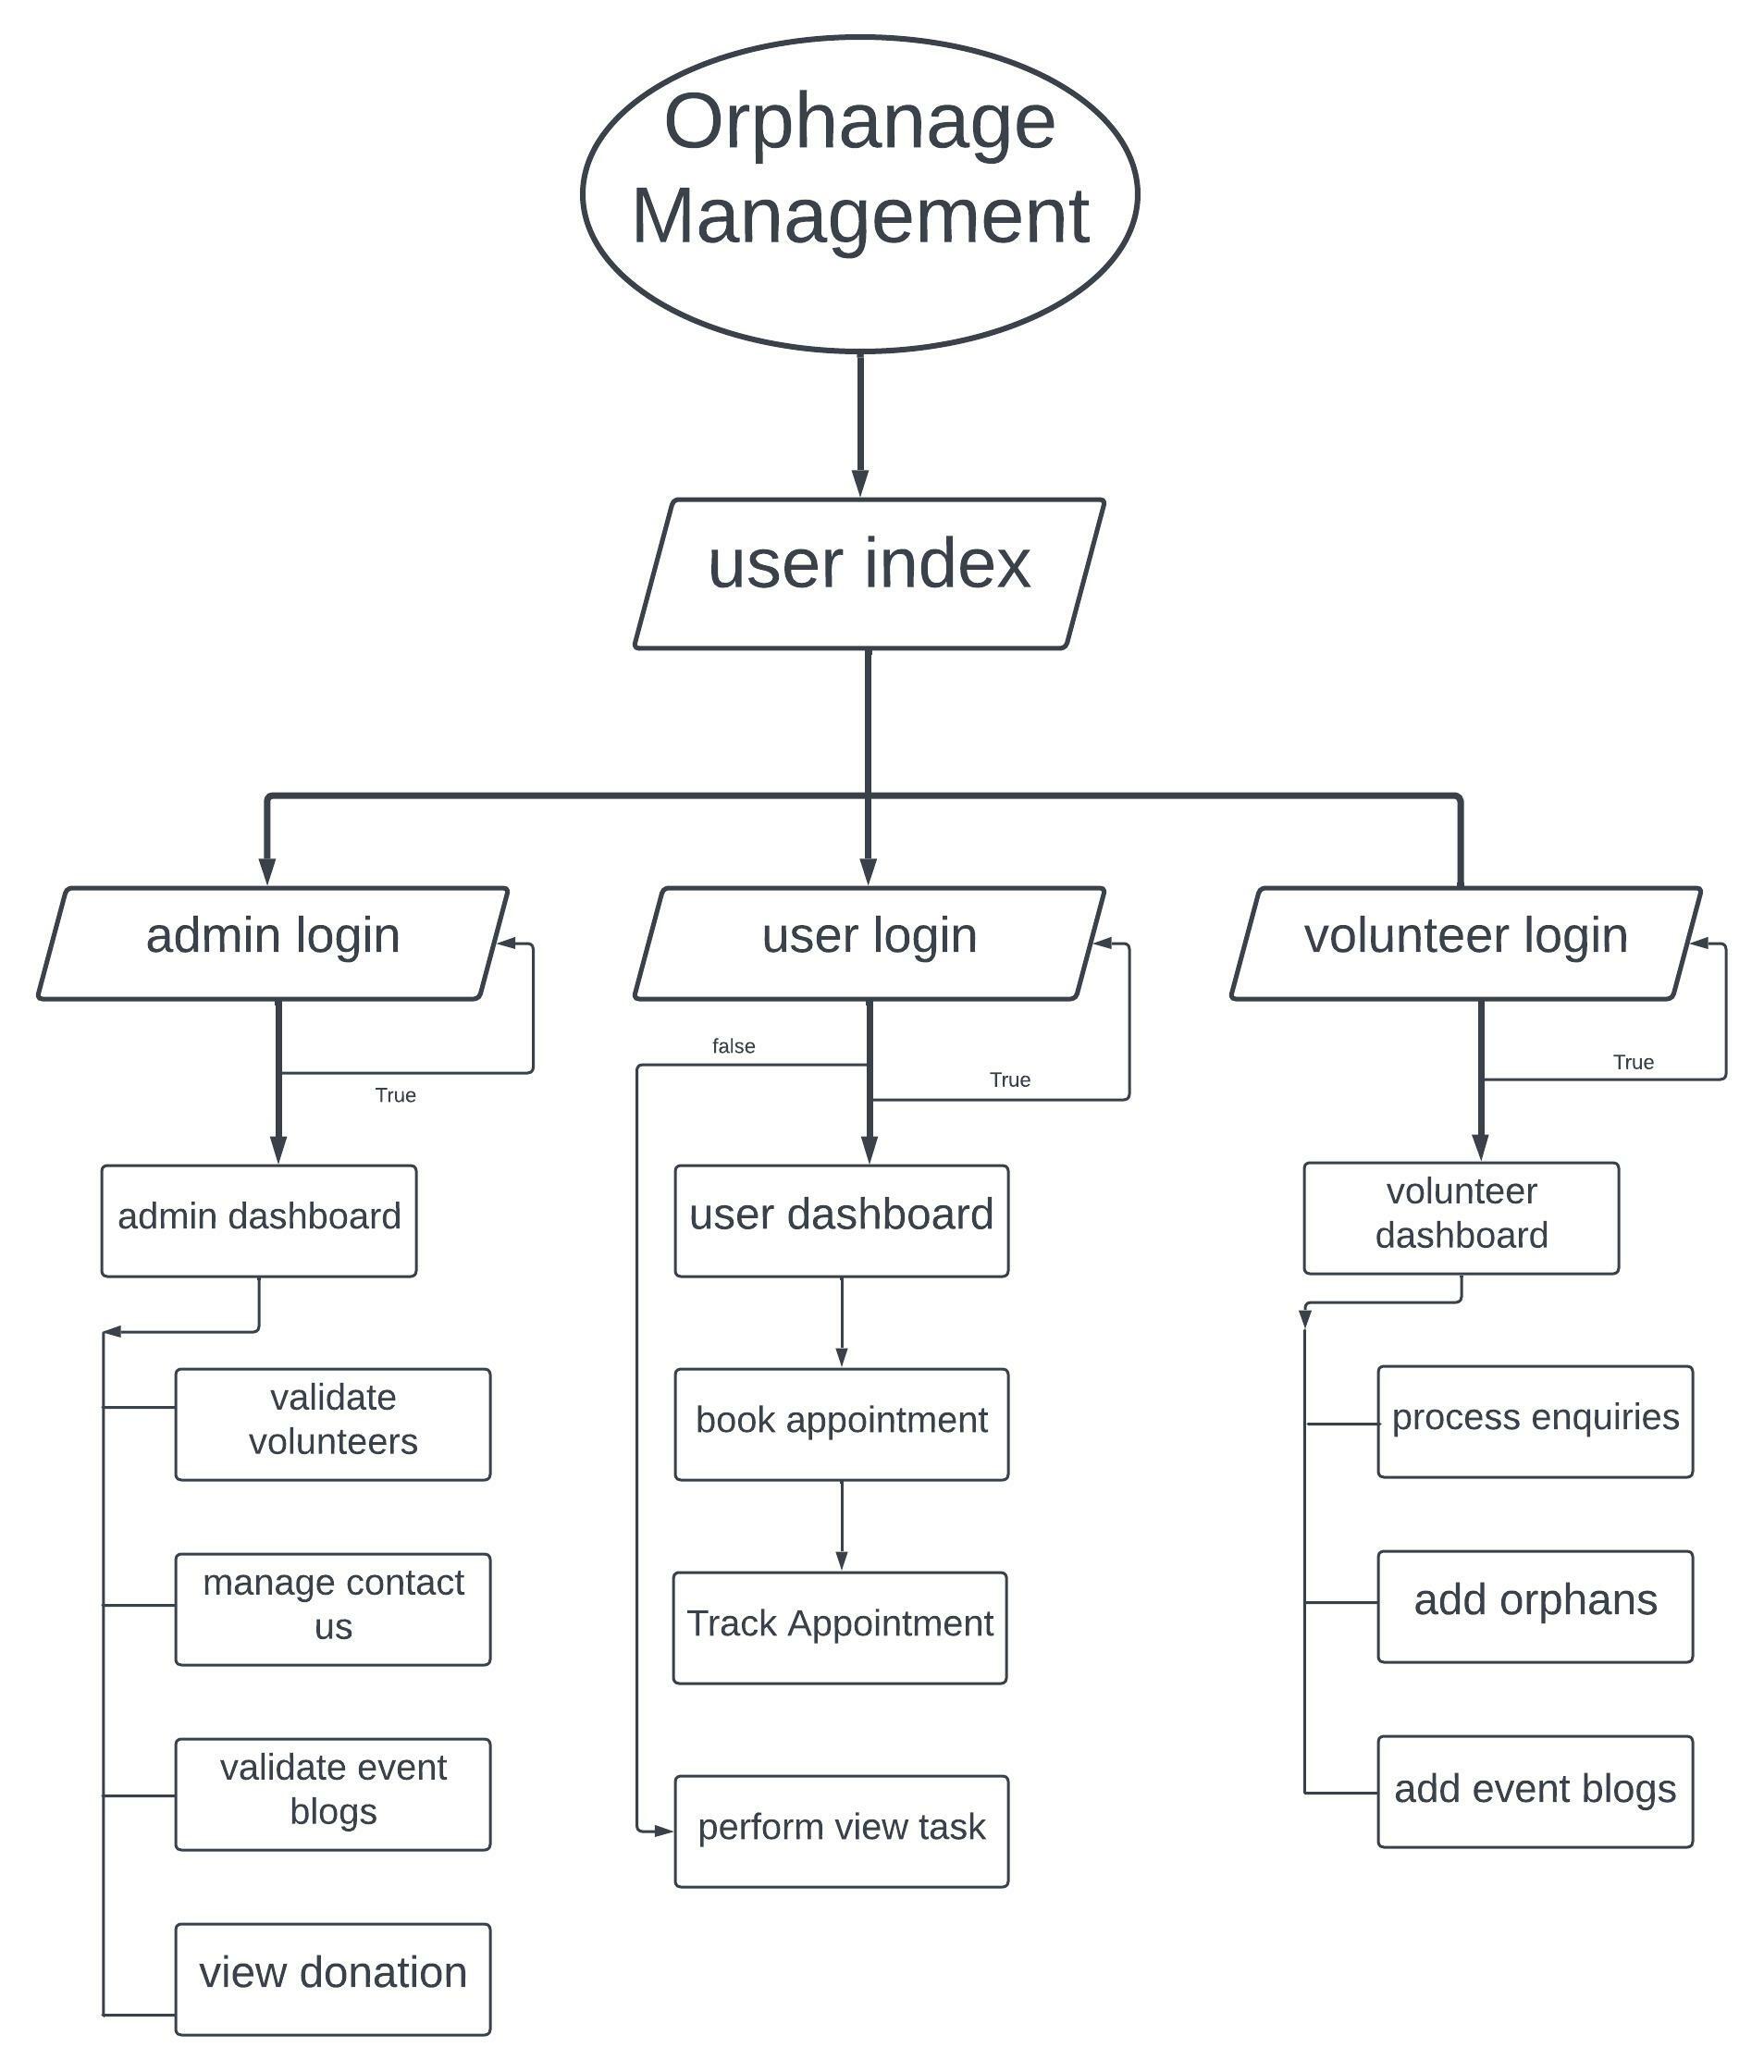 Orphanage
Management
user index
admin login
user login
volunteer login
false
True
True
True
admin dashboard
user dashboard
volunteer
dashboard
validate
volunteers
book appointment
process enquiries
manage contact
us
Track Appointment
add orphans
validate event
blogs
perform view task
add event blogs
view donation